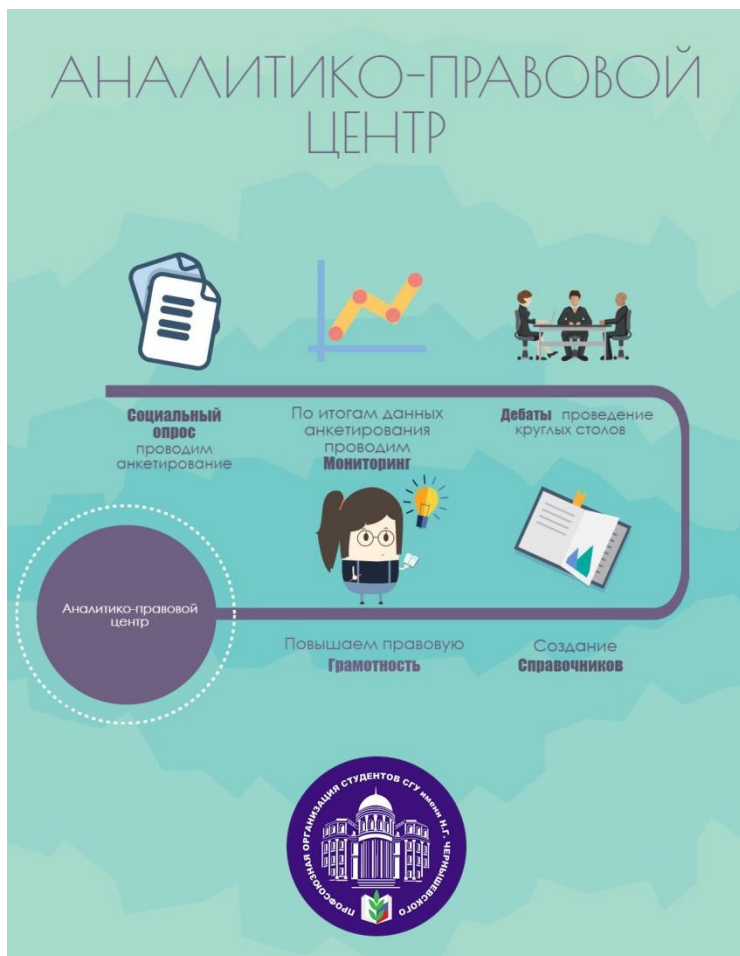 АНАЛИТИКО-ПРАВОВОЙ
ЦЕНТР
Социальный
опрос
проводим
анкетирование
По итогам данных
анкетирования
проводим
Мониторинг
Дебаты проведение
круглых столов
Аналитико-правовой
центр
Повышаем правовую
Грамотность
Создание
Справочников
ПРОФСОЮЗНАЯ ОРГАНИЗАЦИЯ СТУДЕНТОВ СГУ имени Н.Г. ЧЕРНЫШЕВСКОГО